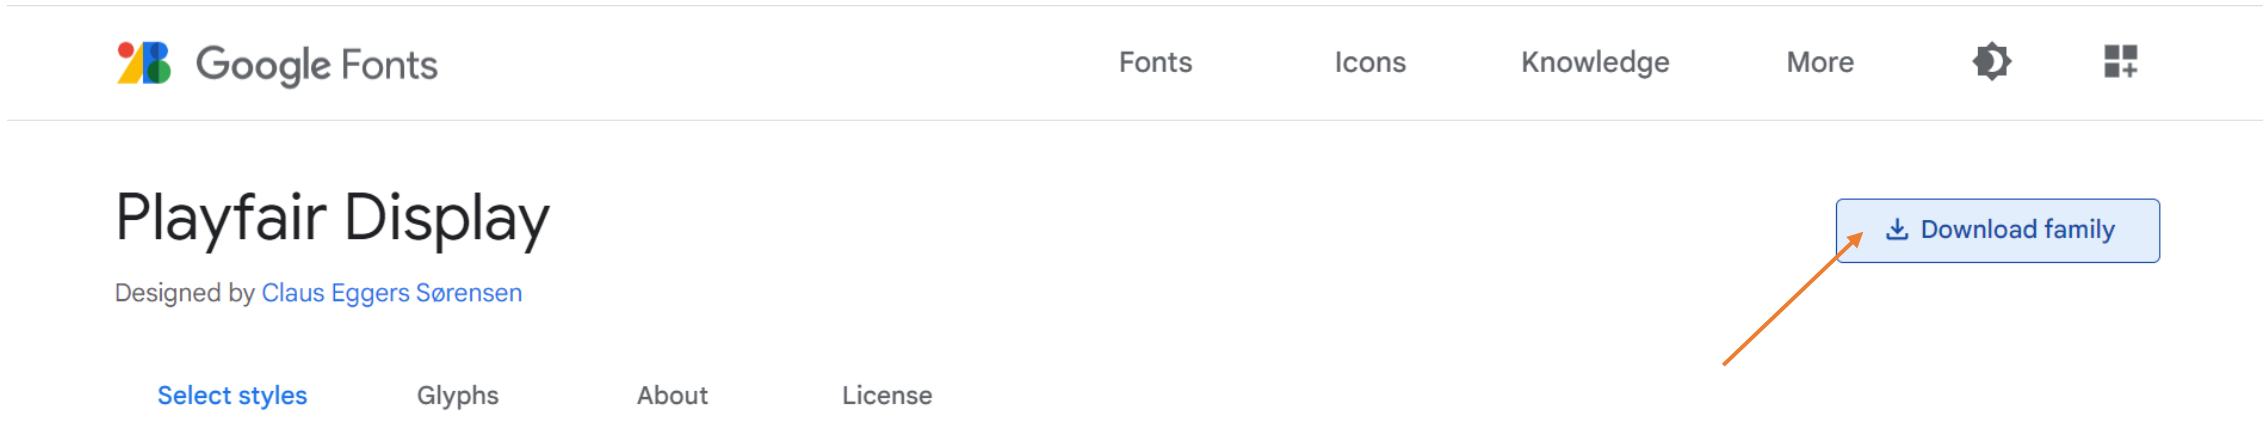 Google Fonts Fonts Icons Knowledge More
Playfair Display
Download family
Designed by Claus Eggers Sørensen
Select styles Glyphs About License